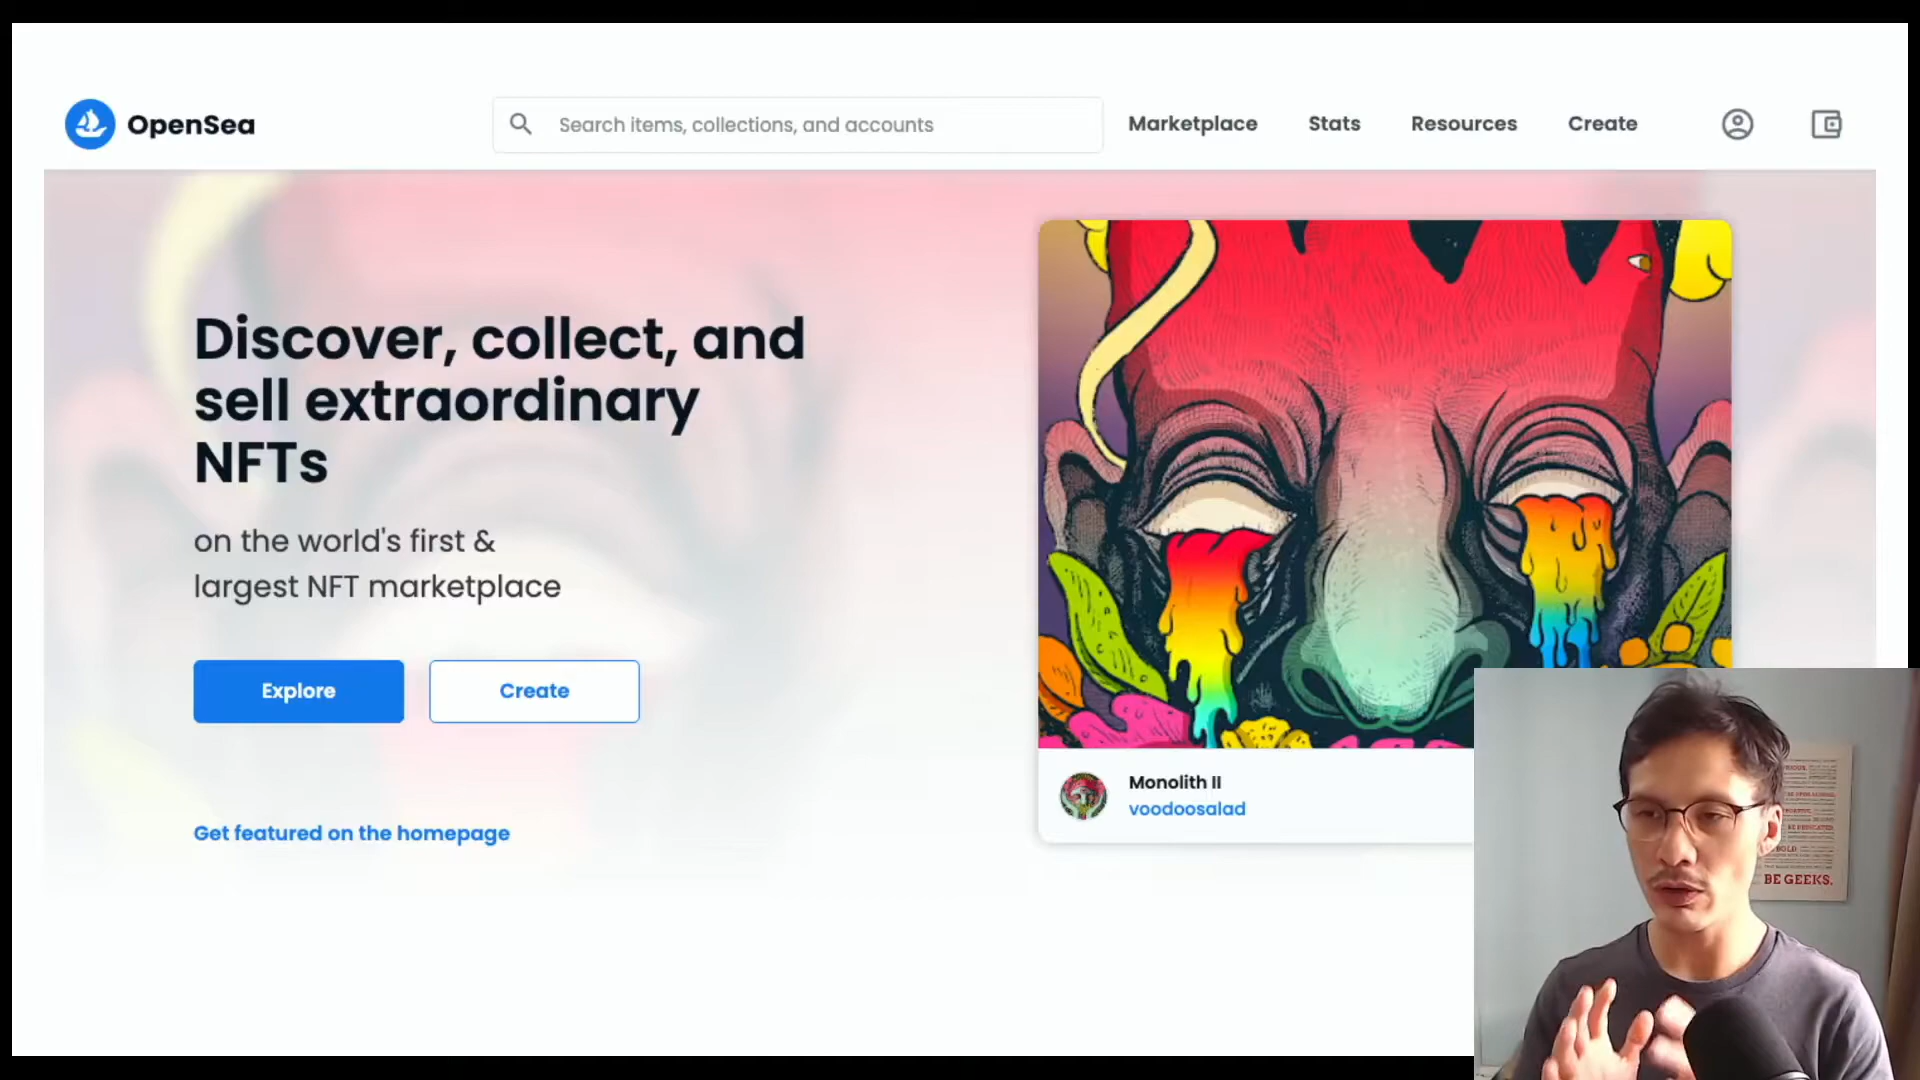 OpenSea
Search items, collections, and accounts
Marketplace
Stats
Resources
Create
Discover, collect, and
sell extraordinary
NFTs
on the world's first &
largest NFT marketplace
Explore
Create
Get featured on the homepage
Monolith II
voodoosalad
BE GEEKS.